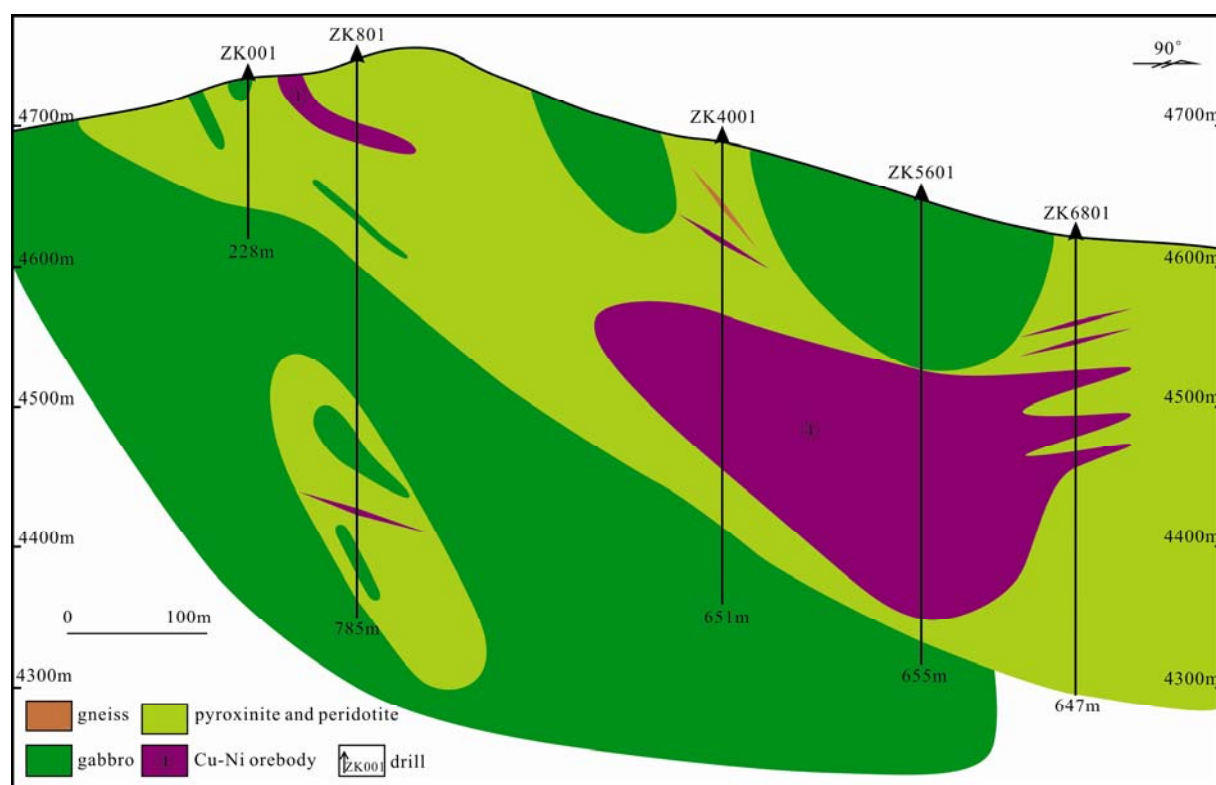 ZK001
ZK801
90°
4700m
ZK4001
4700m
ZK5601
ZK6801
228m
4600m
4600m
4500m
4500m
4400m
4400m
0 100m
785m
651m
655m
4300m
4300m
647m
gneiss
pyroxinite and peridotite
gabbro
Cu-Ni orebody
ZK001
drill